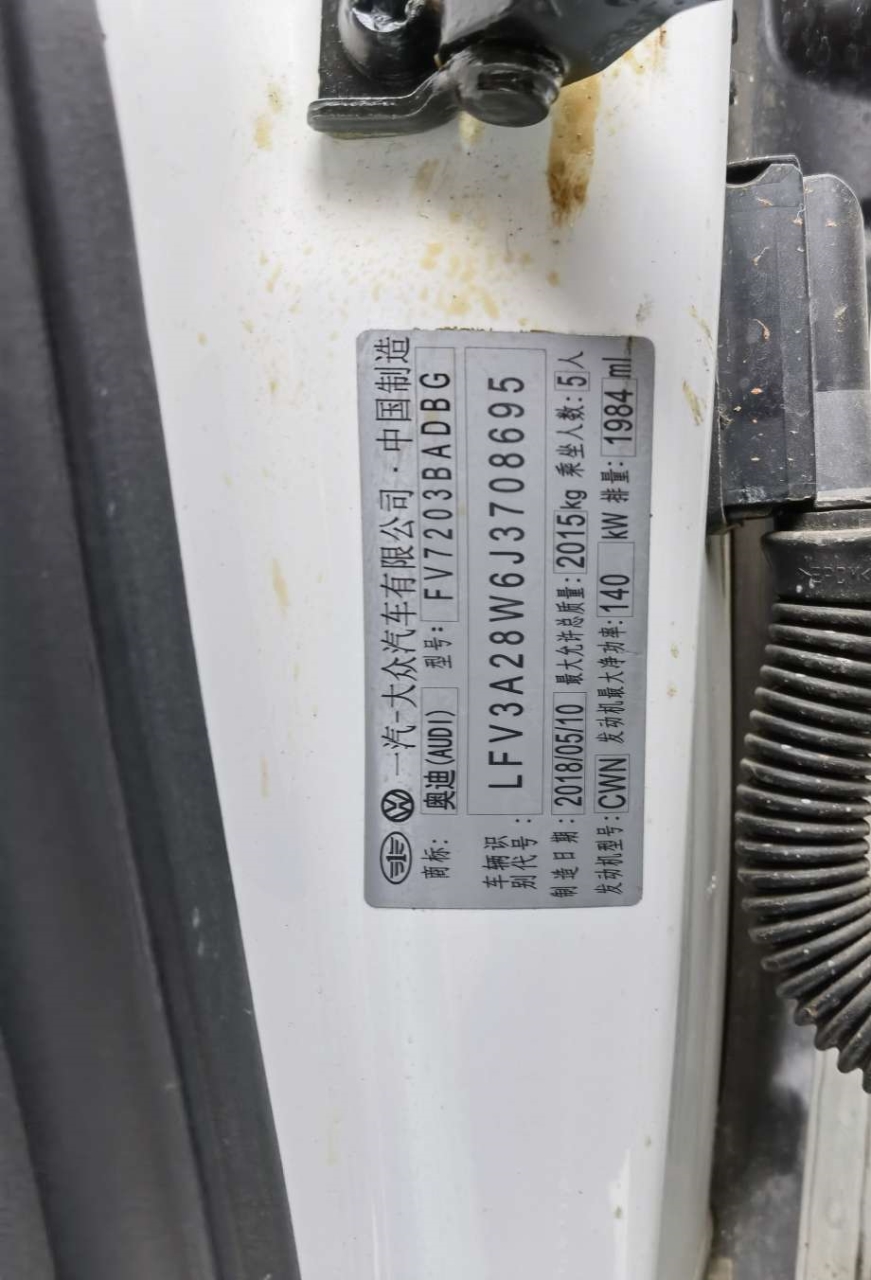 一汽-大众汽车有限公司·中国制造
商标: 奥迪(AUDI) 型号: FV7203BADBG
车辆识别代号: LFV3A28W6J3708695
制造日期: 2018/05/10 最大允许总质量: 2015kg 乘坐人数: 5人
发动机型号: CWN 发动机最大净功率: 140 kW 排量: 1984 ml
>EPDM<